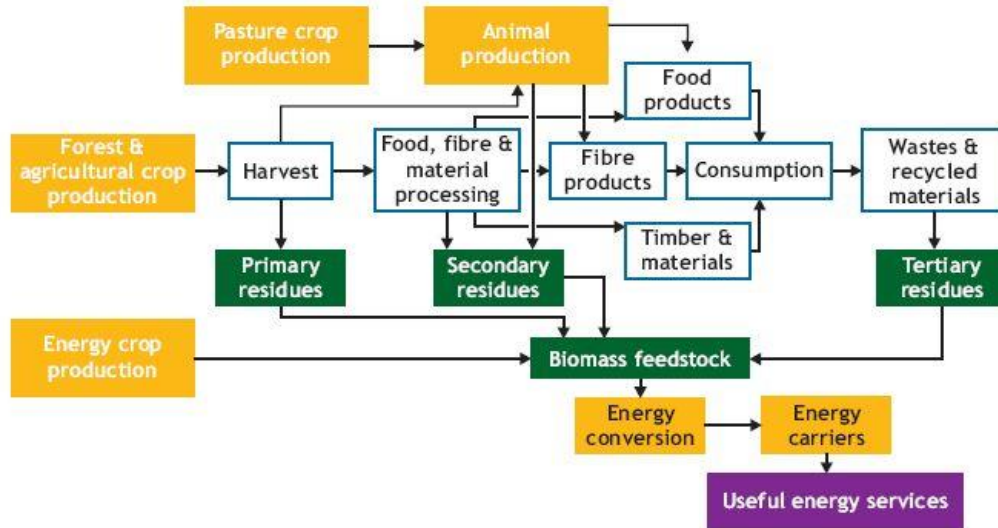 Pasture crop
production
Animal
production
Food
products
Forest &
agricultural crop
production
Harvest
Food, fibre &
material
processing
Fibre
products
Consumption
Wastes &
recycled
materials
Timber &
materials
Primary
residues
Secondary
residues
Tertiary
residues
Energy crop
production
Biomass feedstock
Energy
conversion
Energy
carriers
Useful energy services